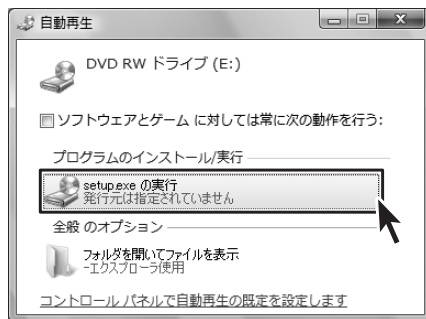 自動再生
DVD RW ドライブ (E:)
ソフトウェアとゲーム に対しては常に次の動作を行う:
プログラムのインストール/実行
setup.exe の実行
発行元は指定されていません
全般 のオプション
フォルダを開いてファイルを表示
-エクスプローラ使用
コントロール パネルで自動再生の既定を設定します